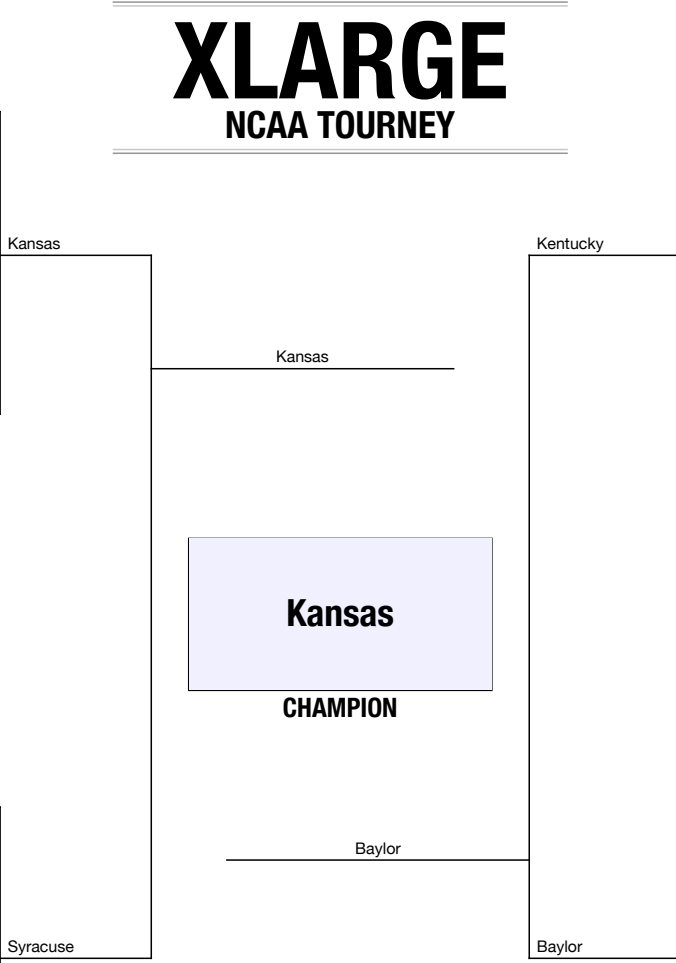 XLARGE
NCAA TOURNEY
Kansas
Kentucky
Kansas
Kansas
CHAMPION
Baylor
Syracuse
Baylor